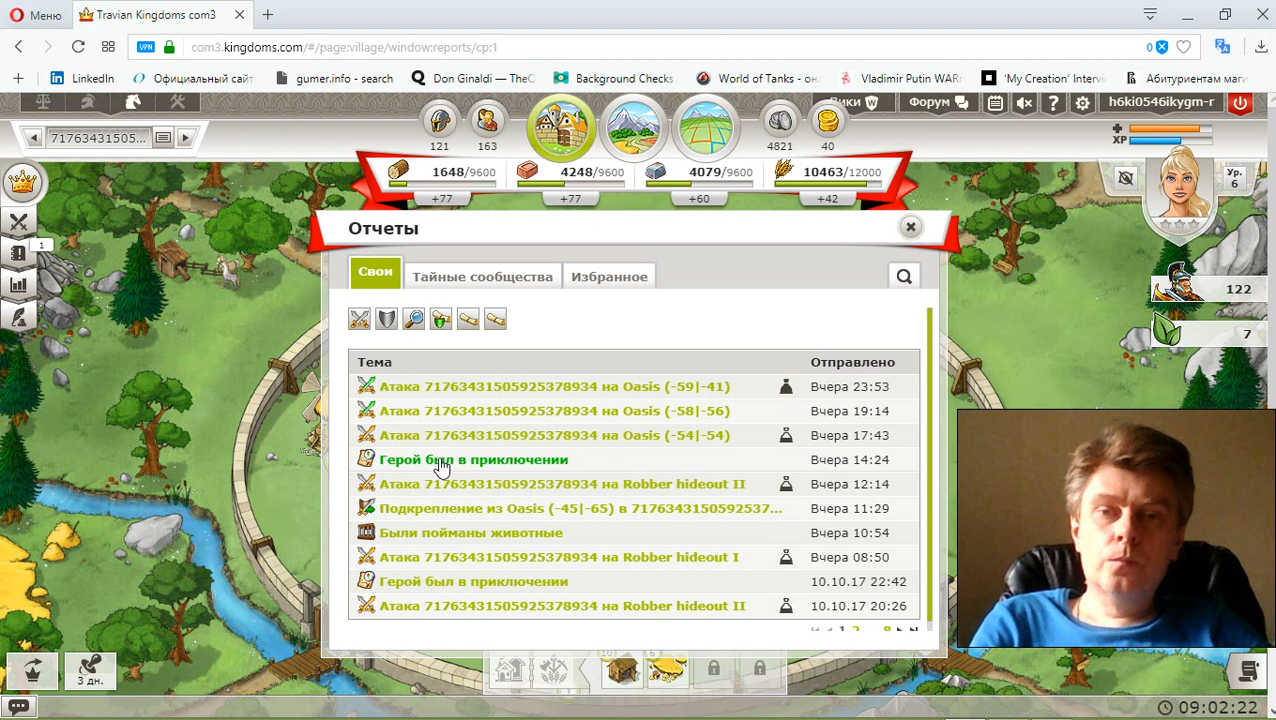 Меню
Travian Kingdoms com3
VPN
com3.kingdoms.com/#/page:village/window:reports/cp:1
0
LinkedIn
Официальный сайт
gumer.info - search
Don Ginaldi — TheC
Background Checks
World of Tanks - он
Vladimir Putin WAR
'My Creation' Intervi
Абитуриентам маги
Вики
Форум
h6ki0546ikygm-r
71763431505...
121
163
4821
40
XP
Ур.
6
1648/9600
4248/9600
4079/9600
10463/12000
+77
+77
+60
+42
Отчеты
1
Свои
Тайные сообщества
Избранное
122
7
Тема
Отправлено
Атака 71763431505925378934 на Oasis (-59|-41)
Вчера 23:53
Атака 71763431505925378934 на Oasis (-58|-56)
Вчера 19:14
Атака 71763431505925378934 на Oasis (-54|-54)
Вчера 17:43
Герой был в приключении
Вчера 14:24
Атака 71763431505925378934 на Robber hideout II
Вчера 12:14
Подкрепление из Oasis (-45|-65) в 7176343150592537...
Вчера 11:29
Были пойманы животные
Вчера 10:54
Атака 71763431505925378934 на Robber hideout I
Вчера 08:50
Герой был в приключении
10.10.17 22:42
Атака 71763431505925378934 на Robber hideout II
10.10.17 20:26
3 дн.
10
09:02:22